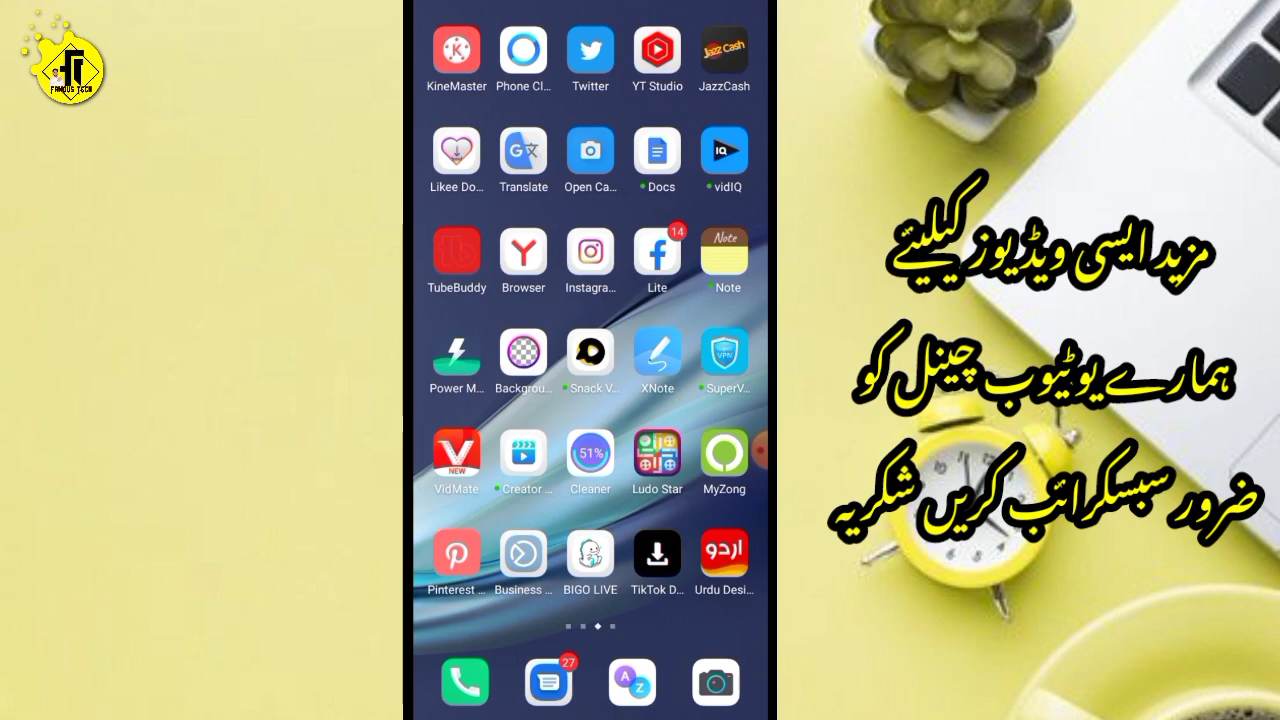 FAMOUS TECH
KineMaster Phone Cl... Twitter YT Studio JazzCash
Jazz Cash
Likee Do... Translate Open Ca... Docs vidIQ
IQ
14
Note
TubeBuddy Browser Instagra... Lite Note
VPN
Power M... Backgrou... Snack V... XNote SuperV...
NEW
51%
VidMate Creator ... Cleaner Ludo Star MyZong
اردو
Pinterest ... Business ... BIGO LIVE TikTok D... Urdu Desi...
27
A
Z
مزید ایسی ویڈیوز کیلیئے
ہمارے یوٹیوب چینل کو
ضرور سبسکرائب کریں شکریہ